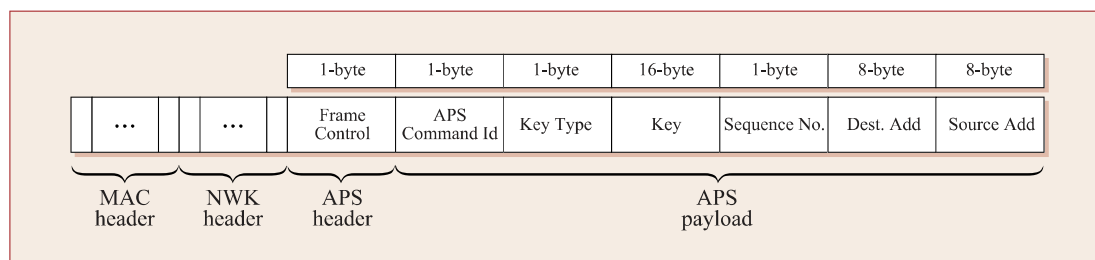 1-byte 1-byte 1-byte 16-byte 1-byte 8-byte 8-byte
... ... Frame Control APS Command Id Key Type Key Sequence No. Dest. Add Source Add
MAC header NWK header APS header APS payload